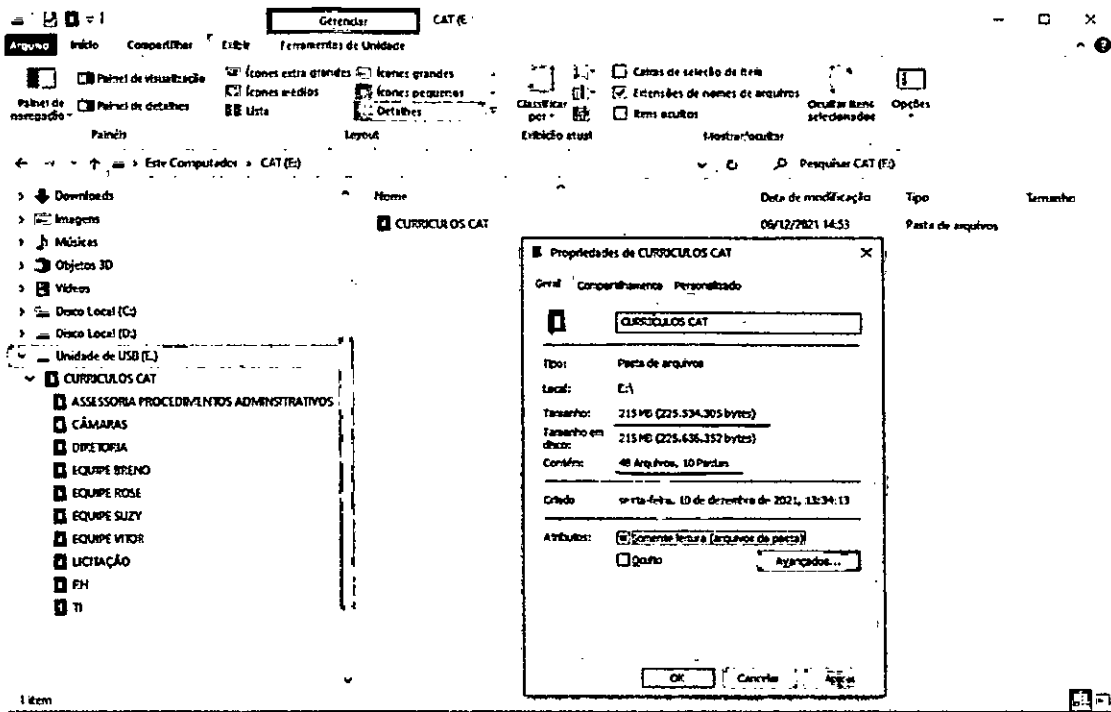 Gerenciar CAT (E:
Arquivo Início Compartilhar Exibir Ferramentas de Unidade
Painel de navegação
Painel de visualização
Painel de detalhes
Painéis
Ícones extra grandes Ícones grandes
Ícones médios Ícones pequenos
Lista Detalhes
Layout
Classificar por
Exibição atual
Caixas de seleção de item
Extensões de nomes de arquivos
Itens ocultos
Ocultar itens selecionados
Mostrar/ocultar
Opções
Este Computador > CAT (E:)
Pesquisar CAT (E:)
Downloads
Imagens
Músicas
Objetos 3D
Vídeos
Disco Local (C:)
Disco Local (D:)
Unidade de USB (E:)
CURRICULOS CAT
ASSESSORIA PROCEDIMENTOS ADMINSITRATIVOS
CÂMARAS
DIRETORIA
EQUIPE BRENO
EQUIPE ROSE
EQUIPE SUZY
EQUIPE VITOR
LICITAÇÃO
TI
Nome Data de modificação Tipo Tamanho
CURRICULOS CAT 06/12/2021 14:53 Pasta de arquivos
Propriedades de CURRICULOS CAT
Geral Compartilhamento Personalizado
CURRICULOS CAT
Tipo: Pasta de arquivos
Local: E:\
Tamanho: 215 MB (225.534.305 bytes)
Tamanho em disco: 215 MB (225.636.352 bytes)
Contém: 48 Arquivos, 10 Pastas
Criado sexta-feira, 10 de dezembro de 2021, 13:34:13
Atributos: Somente leitura (arquivos da pasta)
Oculto Avançados...
OK Cancelar Aplicar
1 item